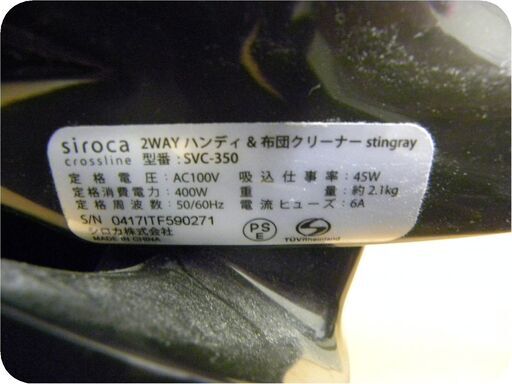 siroca 2WAY ハンディ & 布団クリーナー stingray
crossline 型番 : SVC-350
定格電圧 : AC100V 吸込仕事率 : 45W
定格消費電力 : 400W 重量 : 約2.1kg
定格周波数 : 50/60Hz 電流ヒューズ : 6A
S/N 0417ITF590271
シロカ株式会社
MADE IN CHINA
PS
E
TÜVRheinland